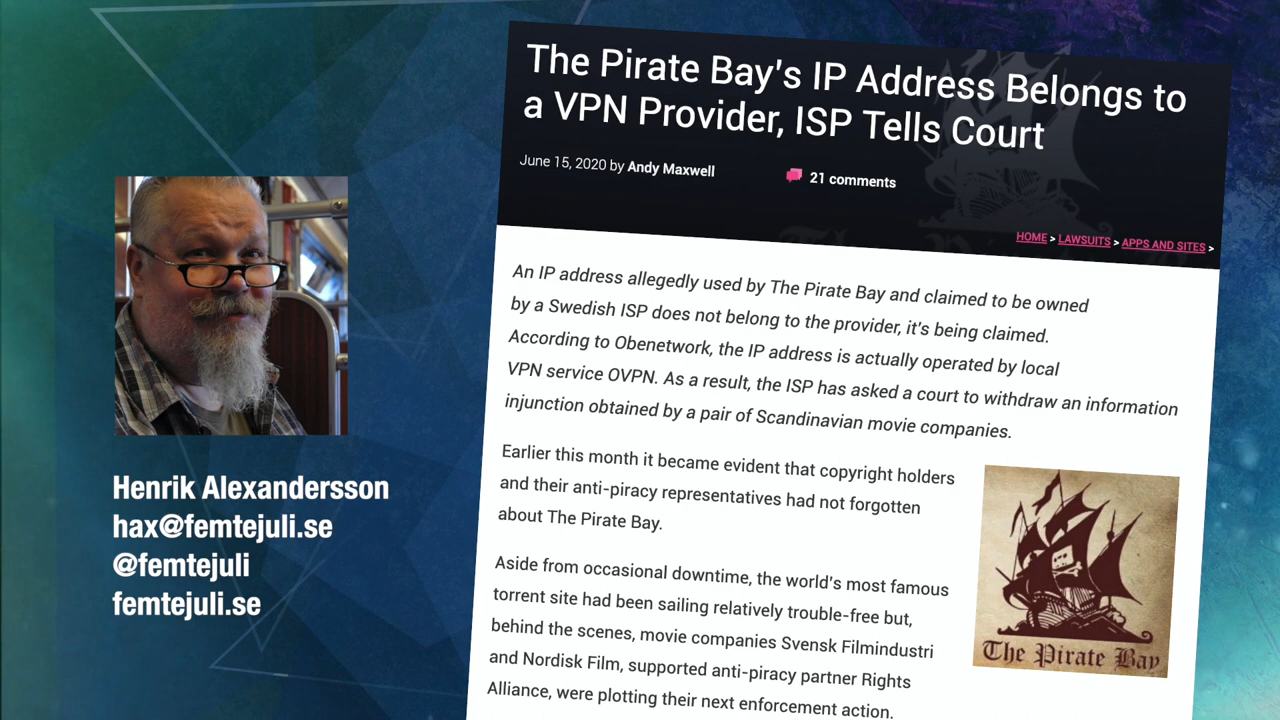 Henrik Alexandersson
hax@femtejuli.se
@femtejuli
femtejuli.se
The Pirate Bay's IP Address Belongs to
a VPN Provider, ISP Tells Court
June 15, 2020 by Andy Maxwell
21 comments
HOME > LAWSUITS > APPS AND SITES >
An IP address allegedly used by The Pirate Bay and claimed to be owned
by a Swedish ISP does not belong to the provider, it's being claimed.
According to Obenetwork, the IP address is actually operated by local
VPN service OVPN. As a result, the ISP has asked a court to withdraw an information
injunction obtained by a pair of Scandinavian movie companies.
Earlier this month it became evident that copyright holders
and their anti-piracy representatives had not forgotten
about The Pirate Bay.
Aside from occasional downtime, the world's most famous
torrent site had been sailing relatively trouble-free but,
behind the scenes, movie companies Svensk Filmindustri
and Nordisk Film, supported anti-piracy partner Rights
Alliance, were plotting their next enforcement action.
The Pirate Bay